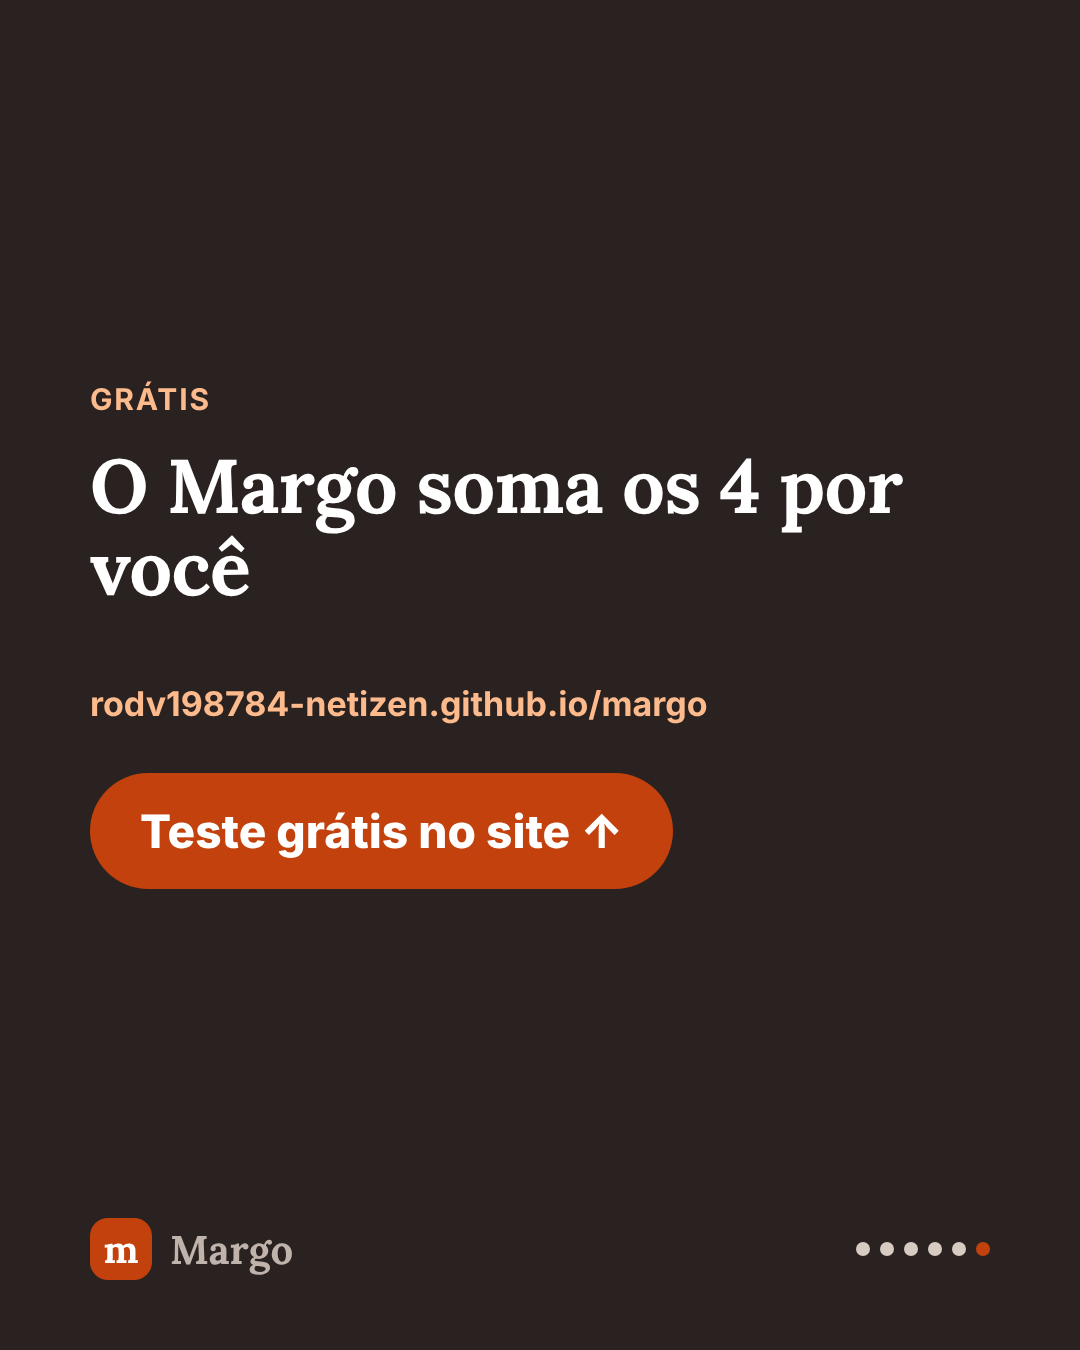 GRÁTIS
O Margo soma os 4 por
você
rodv198784-netizen.github.io/margo
Teste grátis no site ↑
m Margo